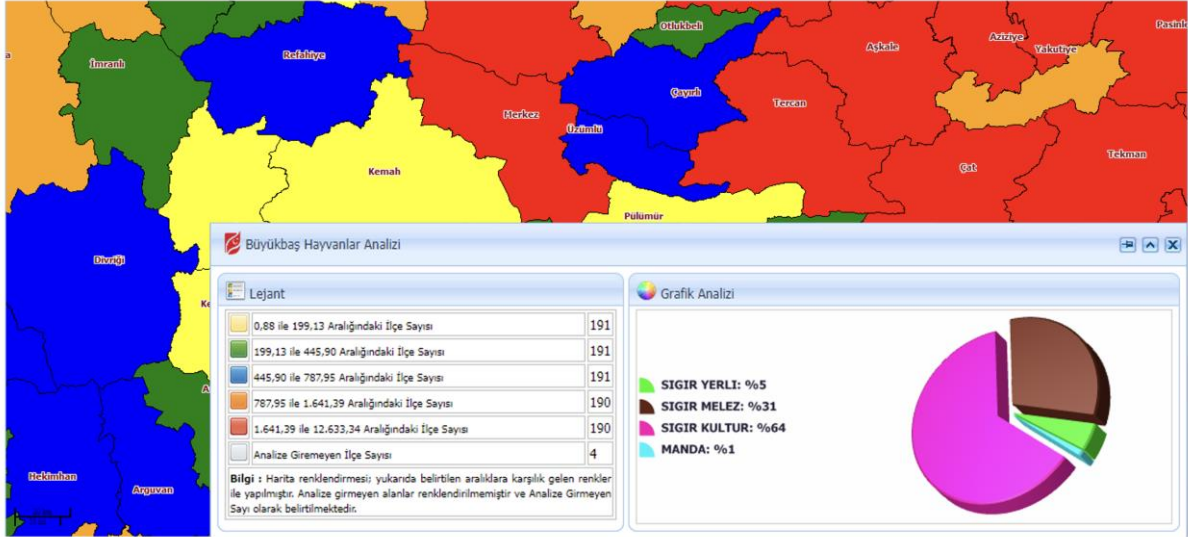 Otlukbeli
Pasinl
Aziziye
Aşkale
Yakutiye
Refahiye
İmranlı
Çayırlı
Tercan
Merkez
Üzümlü
Tekman
Çat
Kemah
Pülümür
Divriği
Ke
A
Hekimhan
Arguvan
Büyükbaş Hayvanlar Analizi
Lejant
0,88 ile 199,13 Aralığındaki İlçe Sayısı 191
199,13 ile 445,90 Aralığındaki İlçe Sayısı 191
445,90 ile 787,95 Aralığındaki İlçe Sayısı 191
787,95 ile 1.641,39 Aralığındaki İlçe Sayısı 190
1.641,39 ile 12.633,34 Aralığındaki İlçe Sayısı 190
Analize Giremeyen İlçe Sayısı 4
Bilgi : Harita renklendirmesi; yukarıda belirtilen aralıklara karşılık gelen renkler
ile yapılmıştır. Analize girmeyen alanlar renklendirilmemiştir ve Analize Girmeyen
Sayı olarak belirtilmektedir.
Grafik Analizi
SIGIR YERLI: %5
SIGIR MELEZ: %31
SIGIR KULTUR: %64
MANDA: %1